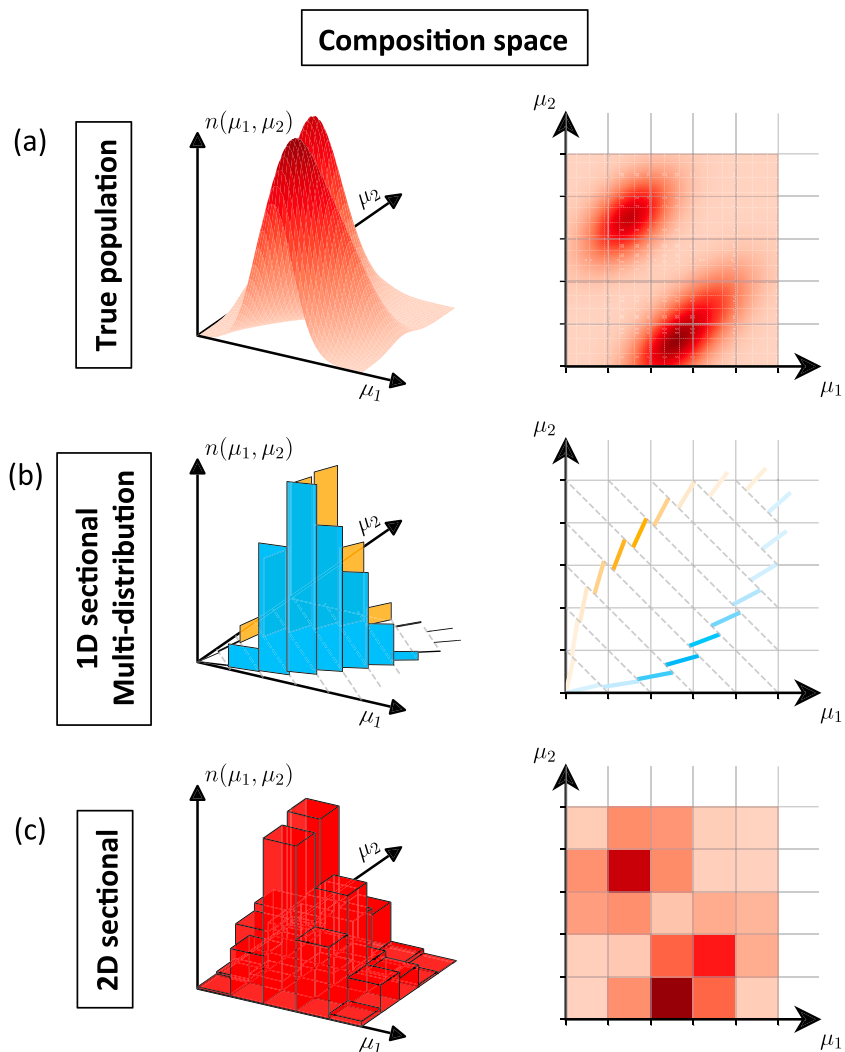 Composition space
(a)
True population
n(μ₁, μ₂)
μ₂
μ₁
μ₂
μ₁
(b)
1D sectional
Multi-distribution
n(μ₁, μ₂)
μ₂
μ₁
μ₂
μ₁
(c)
2D sectional
n(μ₁, μ₂)
μ₂
μ₁
μ₂
μ₁